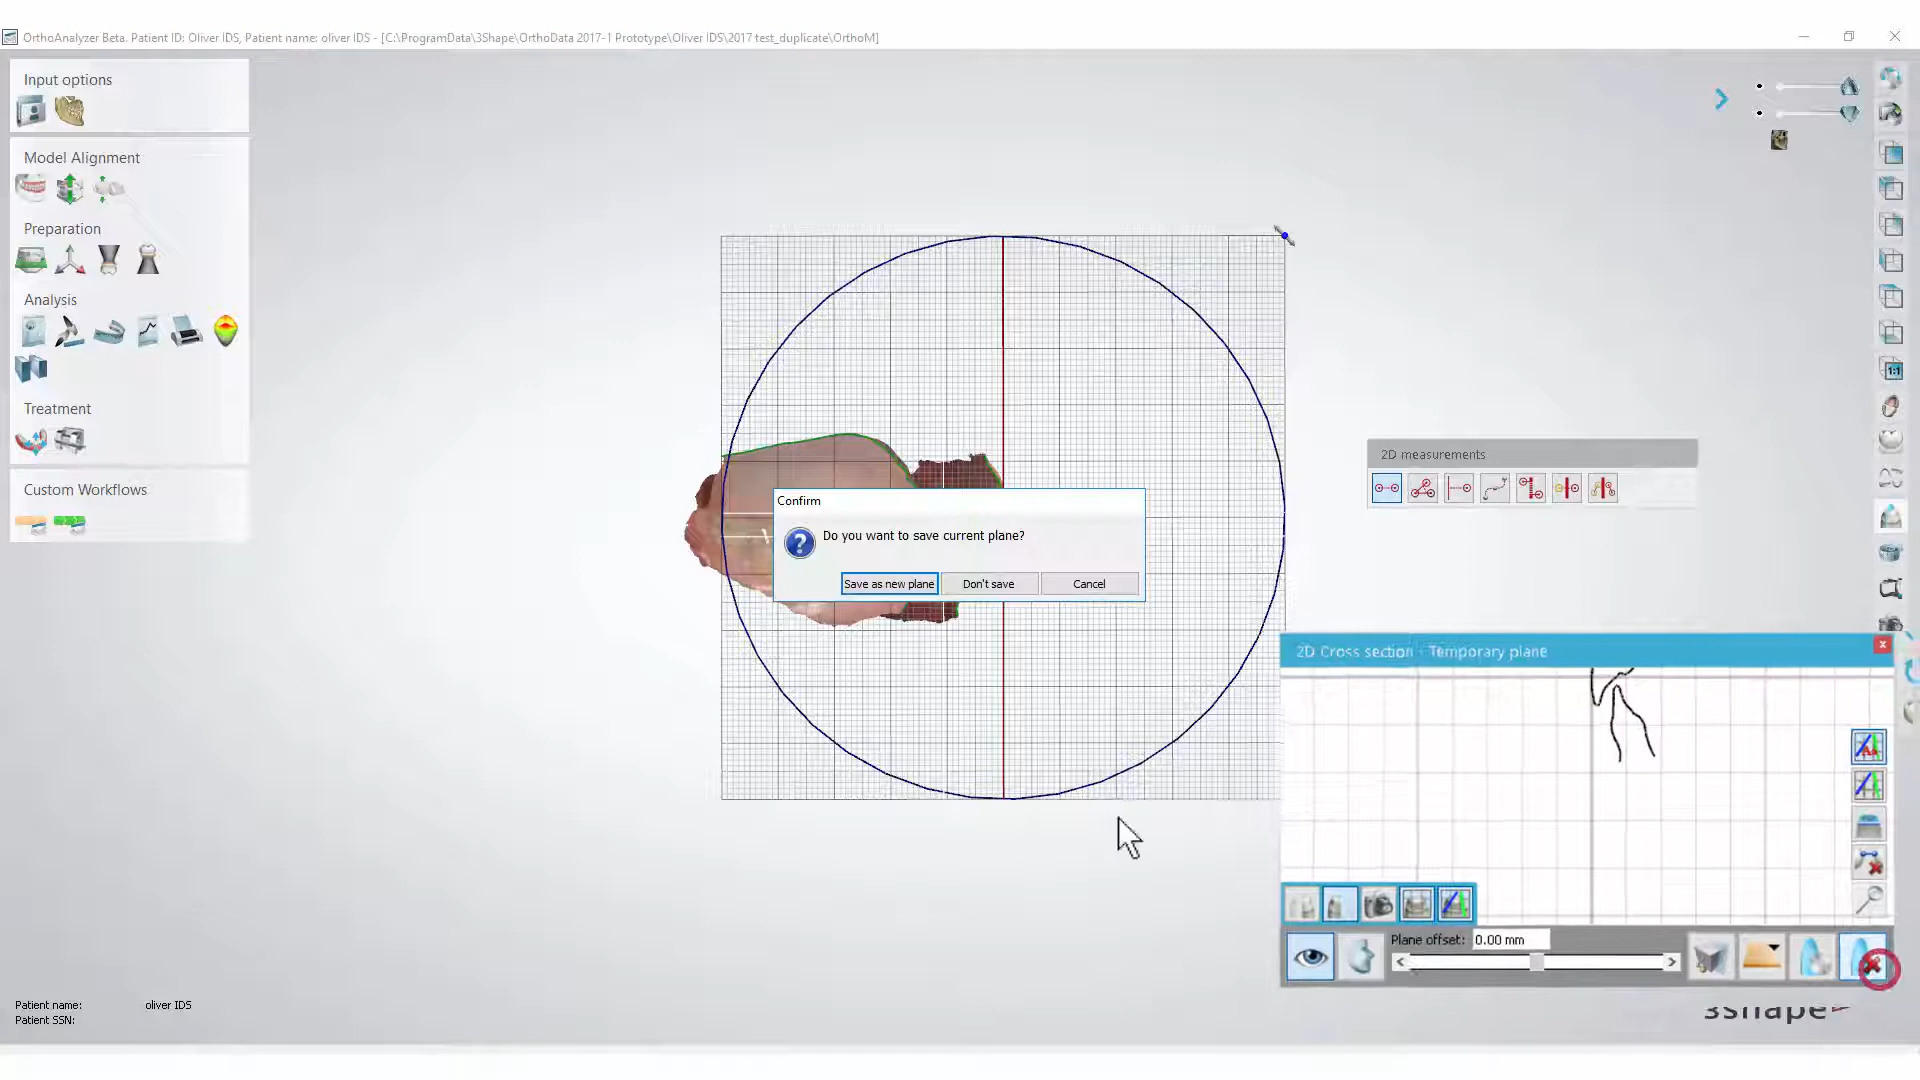 OrthoAnalyzer Beta. Patient ID: Oliver IDS, Patient name: oliver IDS - [C:\ProgramData\3Shape\OrthoData 2017-1 Prototype\Oliver IDS\2017 test_duplicate\OrthoM]
Input options
Model Alignment
Preparation
Analysis
Treatment
Custom Workflows
1:1
2D measurements
Confirm
Do you want to save current plane?
Save as new plane
Don't save
Cancel
2D Cross section - Temporary plane
Aa
Plane offset: 0.00 mm
Patient name: oliver IDS
Patient SSN:
3shape